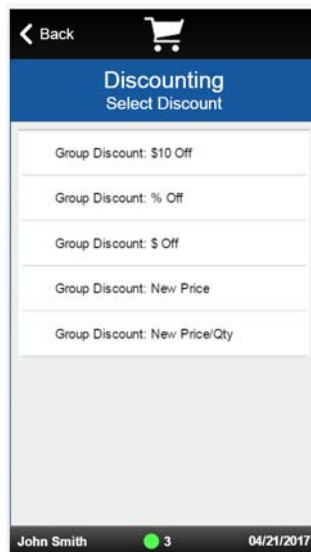 Back
Discounting
Select Discount
Group Discount: $10 Off
Group Discount: % Off
Group Discount: $ Off
Group Discount: New Price
Group Discount: New Price/Qty
John Smith 3 04/21/2017